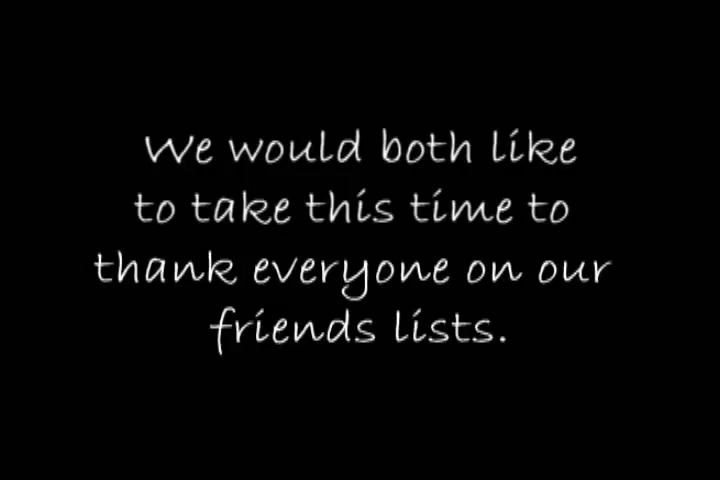 We would both like
to take this time to
thank everyone on our
friends lists.